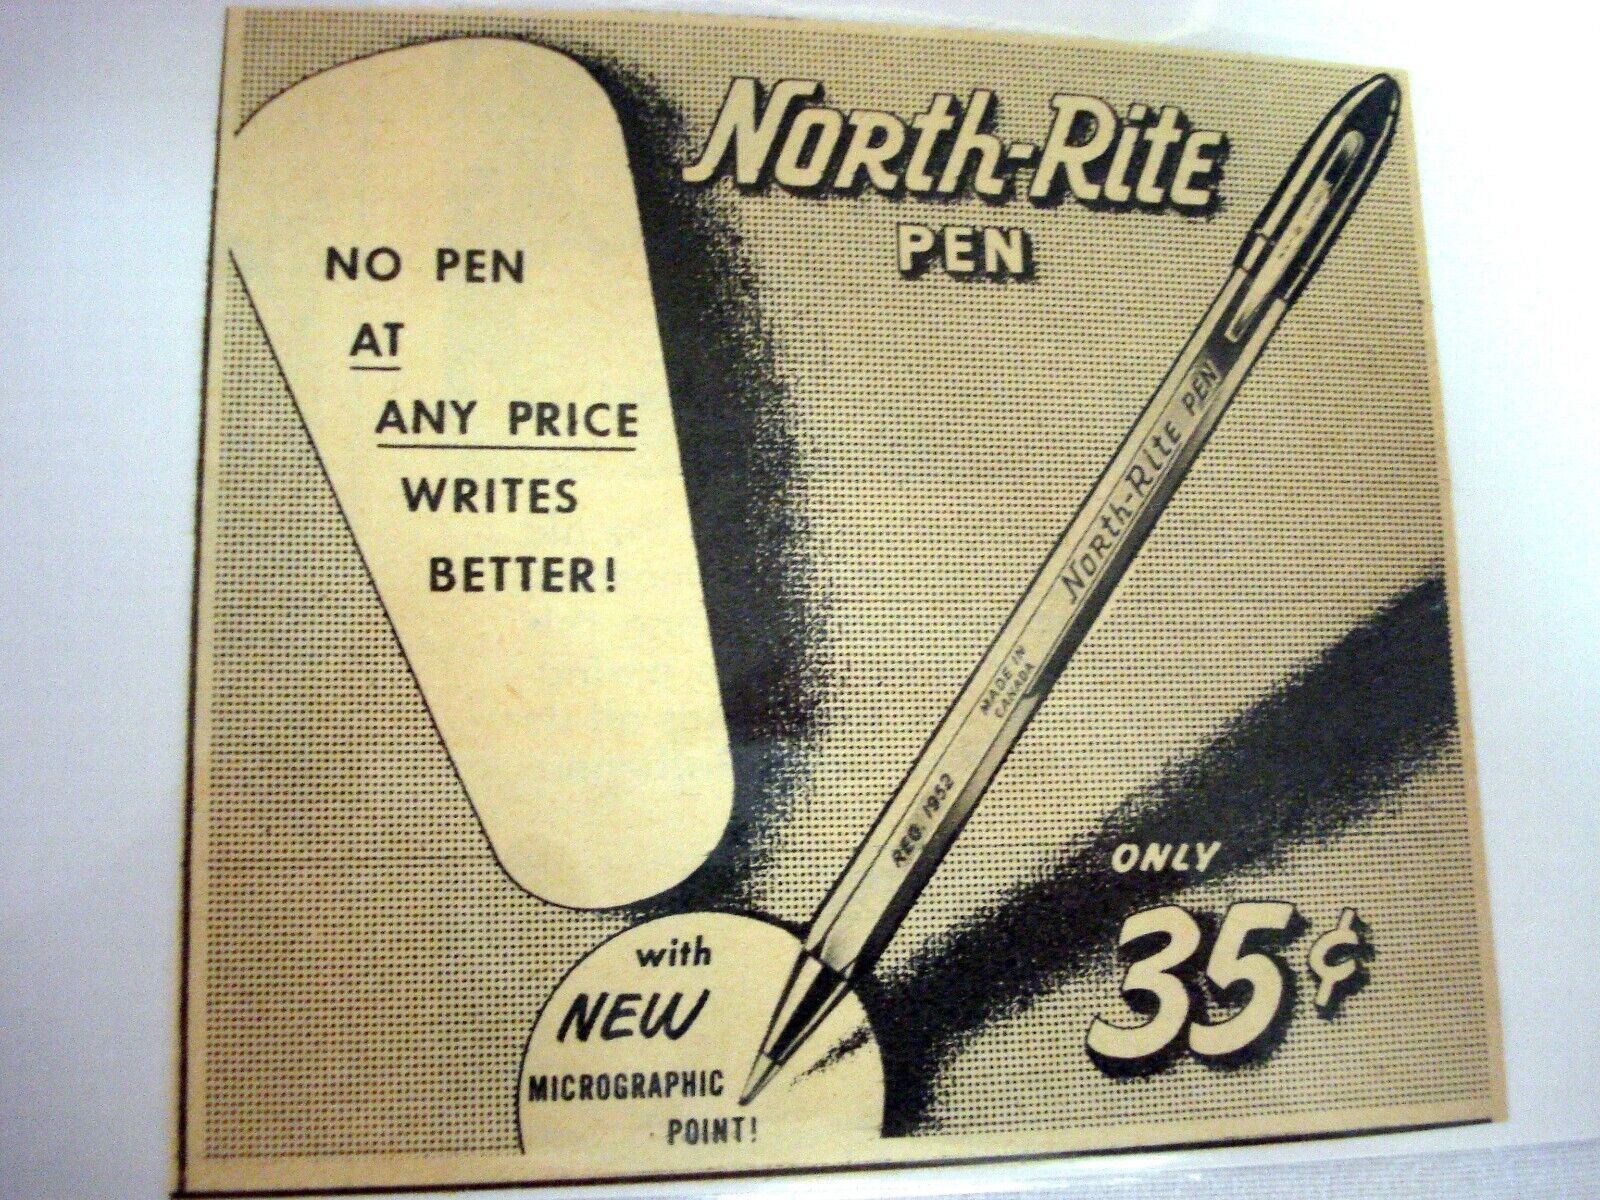 North-Rite
PEN
NO PEN
AT
ANY PRICE
WRITES
BETTER!
North-Rite PEN
MADE IN
CANADA
REG. 1952
ONLY
35¢
with
NEW
MICROGRAPHIC
POINT!